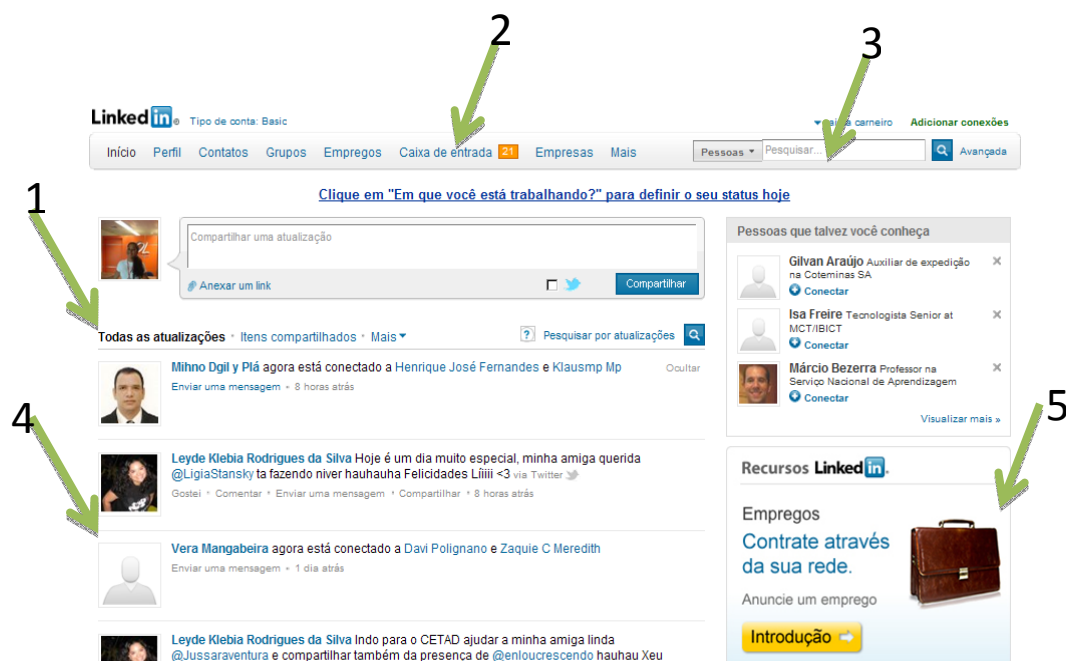 2
3
LinkedIn® Tipo de conta: Basic
carneiro Adicionar conexões
Início Perfil Contatos Grupos Empregos Caixa de entrada 21 Empresas Mais Pessoas Pesquisar... Avançada
Clique em "Em que você está trabalhando?" para definir o seu status hoje
1
Compartilhar uma atualização
Anexar um link Compartilhar
Pessoas que talvez você conheça
Gilvan Araújo Auxiliar de expedição
na Coteminas SA
Conectar
Isa Freire Tecnologista Senior at
MCT/IBICT
Conectar
Márcio Bezerra Professor na
Serviço Nacional de Aprendizagem
Conectar
Visualizar mais »
Todas as atualizações • Itens compartilhados • Mais ? Pesquisar por atualizações
Mihno Dgil y Plá agora está conectado a Henrique José Fernandes e Klausmp Mp Ocultar
Enviar uma mensagem • 8 horas atrás
4
5
Leyde Klebia Rodrigues da Silva Hoje é um dia muito especial, minha amiga querida
@LigiaStansky ta fazendo niver hauhauha Felicidades Líiiii <3 via Twitter
Gostei • Comentar • Enviar uma mensagem • Compartilhar • 8 horas atrás
Vera Mangabeira agora está conectado a Davi Polignano e Zaquie C Meredith
Enviar uma mensagem • 1 dia atrás
Leyde Klebia Rodrigues da Silva Indo para o CETAD ajudar a minha amiga linda
@Jussaraventura e compartilhar também da presença de @enloucrescendo hauhau Xeu
Recursos LinkedIn.
Empregos
Contrate através
da sua rede.
Anuncie um emprego
Introdução